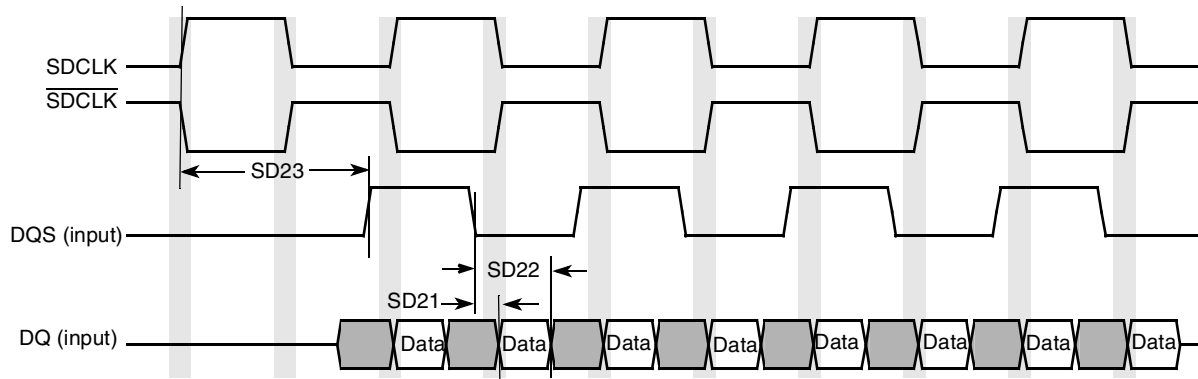 SDCLK
SDCLK
SD23
DQS (input)
SD22
SD21
DQ (input)
Data Data Data Data Data Data Data Data